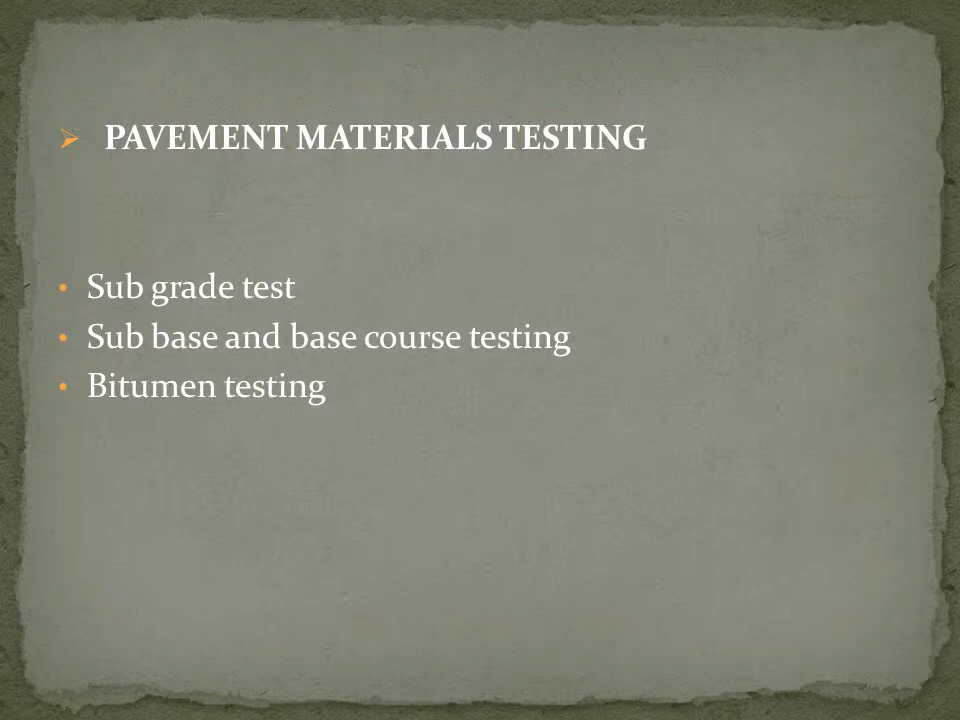 ➢ PAVEMENT MATERIALS TESTING
• Sub grade test
• Sub base and base course testing
• Bitumen testing